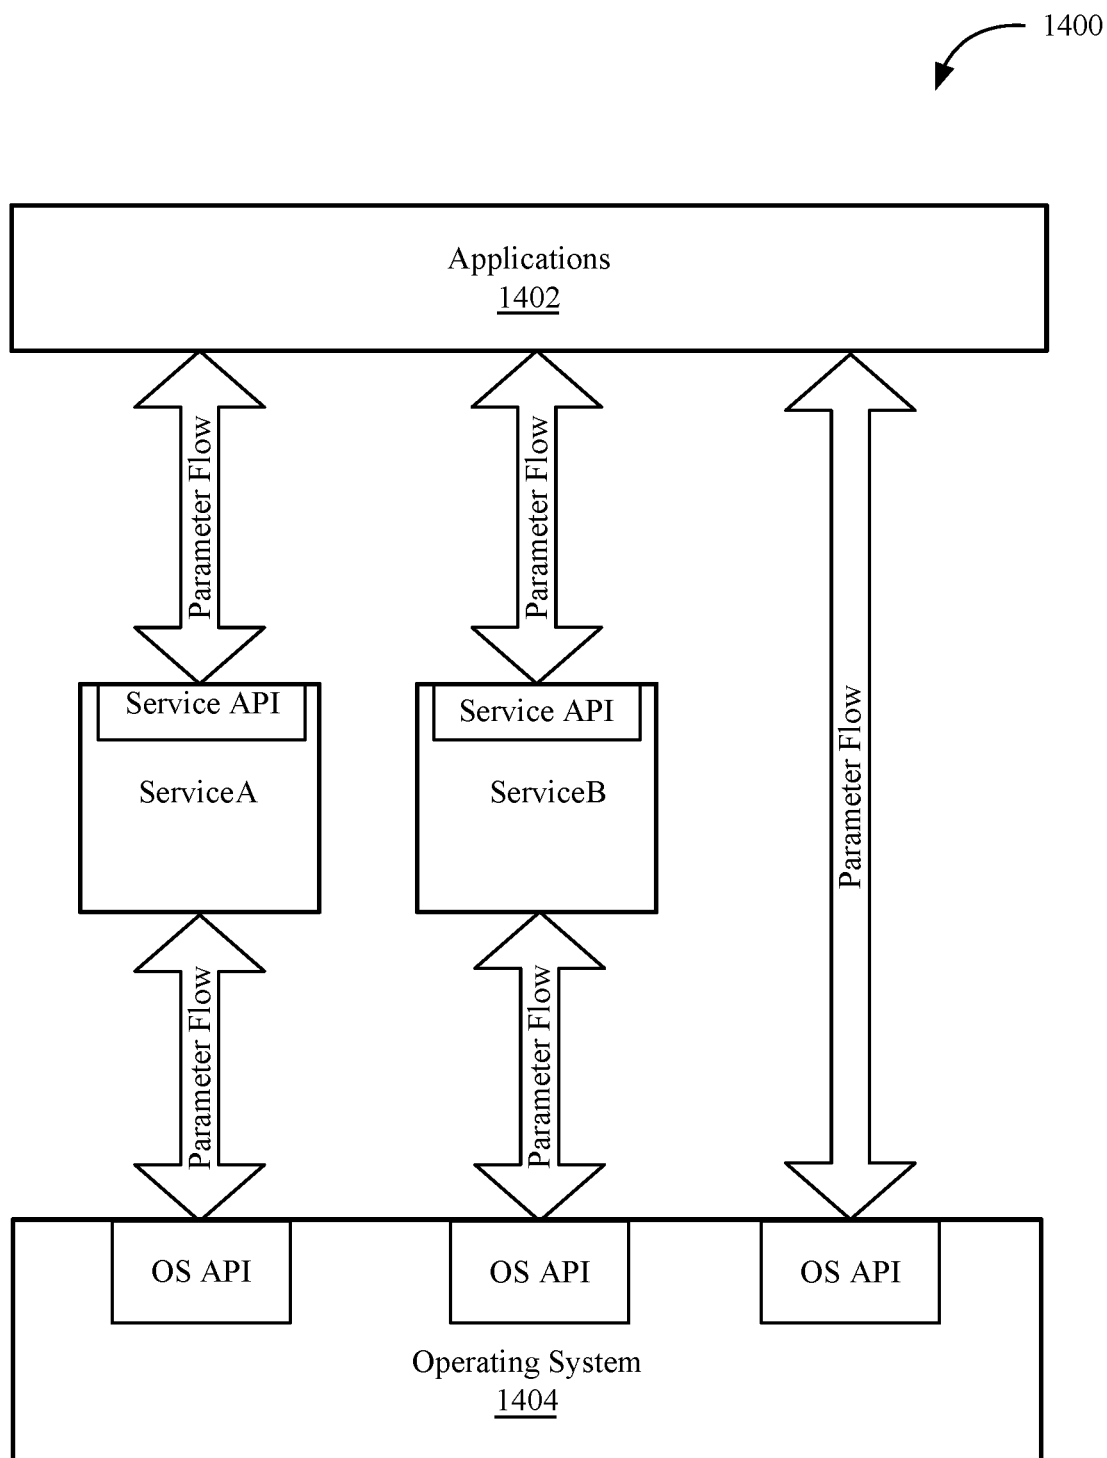 1400
Applications
1402
Parameter Flow
Parameter Flow
Parameter Flow
Service API
Service API
ServiceA
ServiceB
Parameter Flow
Parameter Flow
OS API
OS API
OS API
Operating System
1404